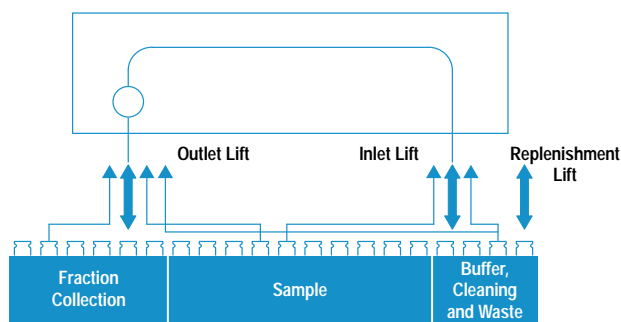 Outlet Lift
Inlet Lift
Replenishment
Lift
Fraction
Collection
Sample
Buffer,
Cleaning
and Waste